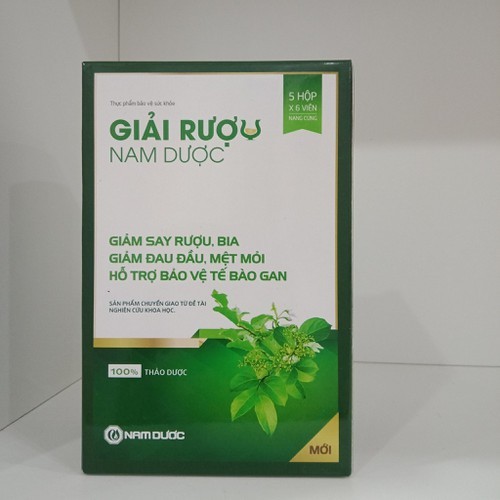 Thực phẩm bảo vệ sức khỏe
5 HỘP
X 6 VIÊN
NANG CỨNG
GIẢI RƯỢU
NAM DƯỢC
GIẢM SAY RƯỢU, BIA
GIẢM ĐAU ĐẦU, MỆT MỎI
HỖ TRỢ BẢO VỆ TẾ BÀO GAN
SẢN PHẨM CHUYỂN GIAO TỪ ĐỀ TÀI
NGHIÊN CỨU KHOA HỌC.
100% THẢO DƯỢC
NAM DƯỢC
MỚI